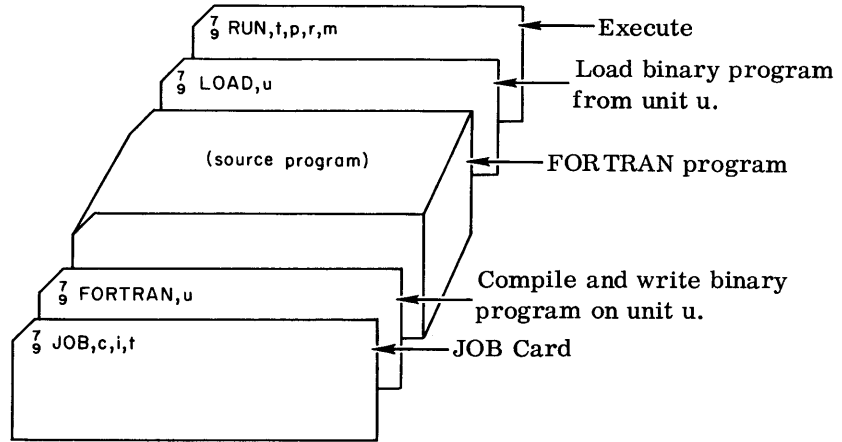 7
9 RUN,t,p,r,m
Execute
7
9 LOAD,u
Load binary program
from unit u.
(source program)
FORTRAN program
7
9 FORTRAN,u
Compile and write binary
program on unit u.
7
9 JOB,c,i,t
JOB Card